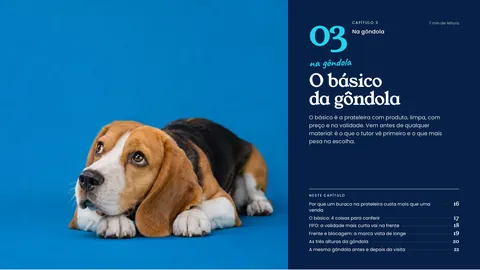 03
CAPÍTULO 3
Na gôndola
7 min de leitura
na gôndola
O básico
da gôndola
O básico é a prateleira com produto, limpa, com
preço e na validade. Vem antes de qualquer
material: é o que o tutor vê primeiro e o que mais
pesa na escolha.
NESTE CAPÍTULO
Por que um buraco na prateleira custa mais que uma
venda 16
O básico: 4 coisas para conferir 17
FIFO: a validade mais curta vai na frente 18
Frente e blocagem: a marca vista de longe 19
As três alturas da gôndola 20
A mesma gôndola antes e depois da visita 21